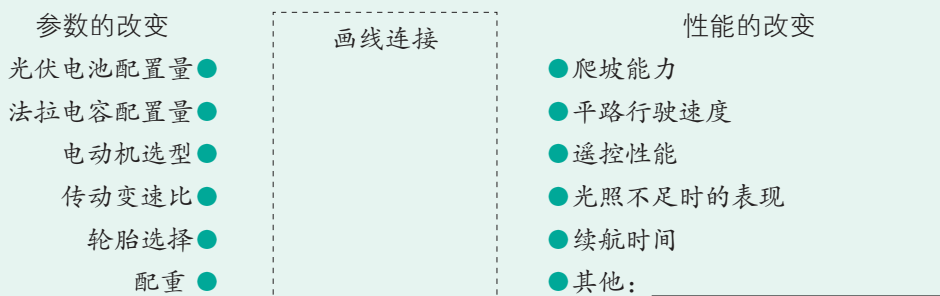 参数的改变
画线连接
性能的改变
光伏电池配置量
爬坡能力
法拉电容配置量
平路行驶速度
电动机选型
遥控性能
传动变速比
光照不足时的表现
轮胎选择
续航时间
配重
其他：